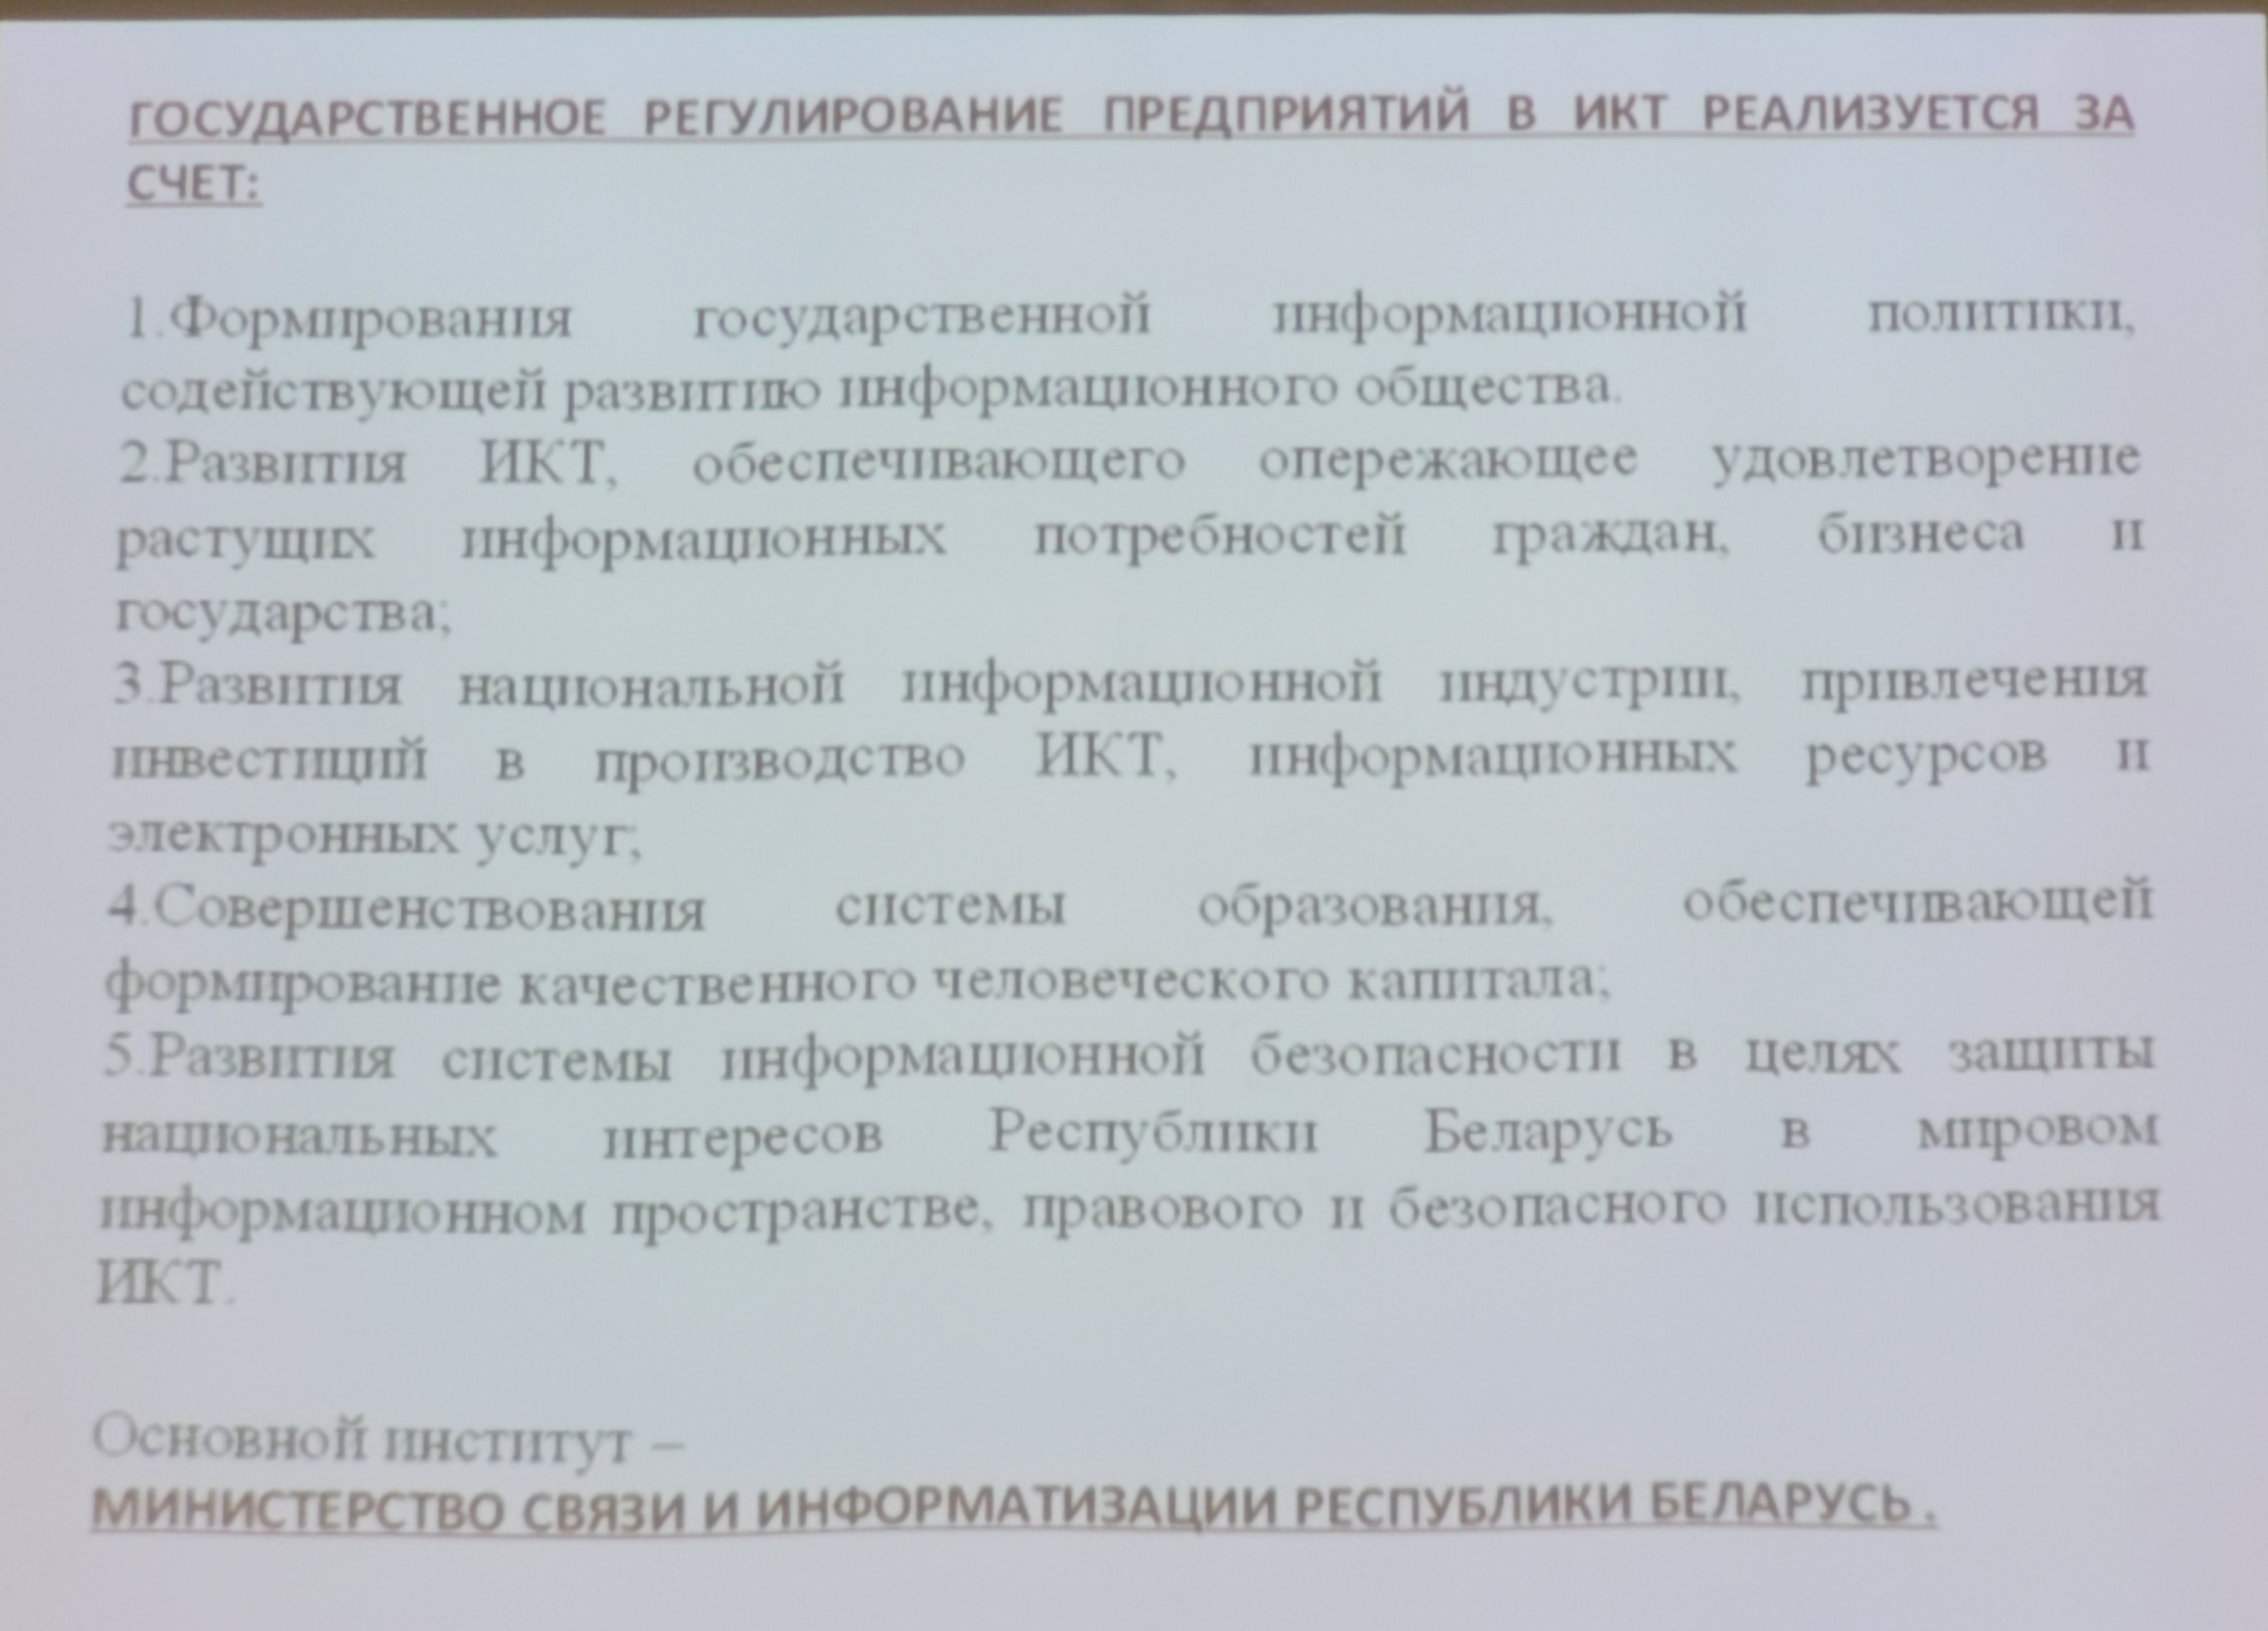 ГОСУДАРСТВЕННОЕ РЕГУЛИРОВАНИЕ ПРЕДПРИЯТИЙ В ИКТ РЕАЛИЗУЕТСЯ ЗА
СЧЕТ:
1.Формирования государственной информационной политики,
содействующей развитию информационного общества.
2.Развития ИКТ, обеспечивающего опережающее удовлетворение
растущих информационных потребностей граждан, бизнеса и
государства;
3.Развития национальной информационной индустрии, привлечения
инвестиций в производство ИКТ, информационных ресурсов и
электронных услуг;
4.Совершенствования системы образования, обеспечивающей
формирование качественного человеческого капитала;
5.Развития системы информационной безопасности в целях защиты
национальных интересов Республики Беларусь в мировом
информационном пространстве, правового и безопасного использования
ИКТ.
Основной институт –
МИНИСТЕРСТВО СВЯЗИ И ИНФОРМАТИЗАЦИИ РЕСПУБЛИКИ БЕЛАРУСЬ .